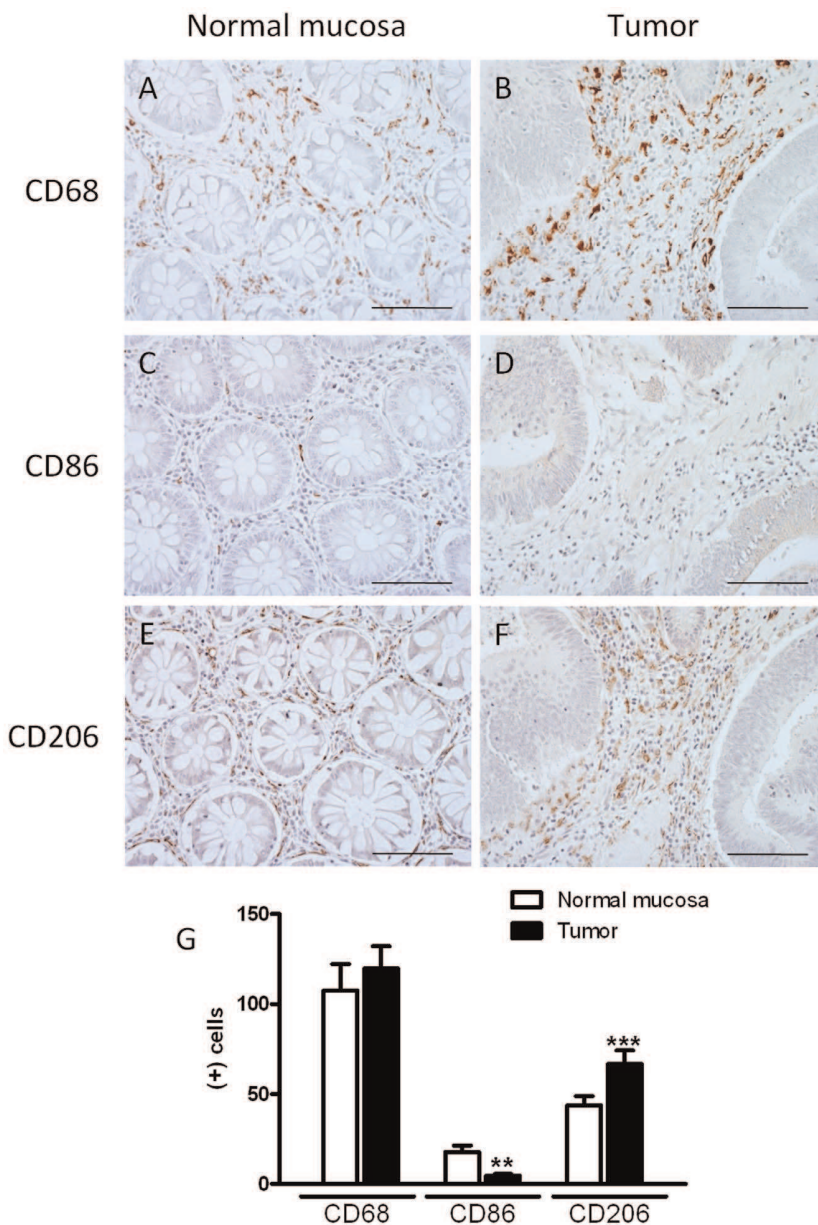 Normal mucosa Tumor
A B
CD68
C D
CD86
E F
CD206
G
Normal mucosa
Tumor
150
100
50
0
(+) cells
** ***
CD68 CD86 CD206